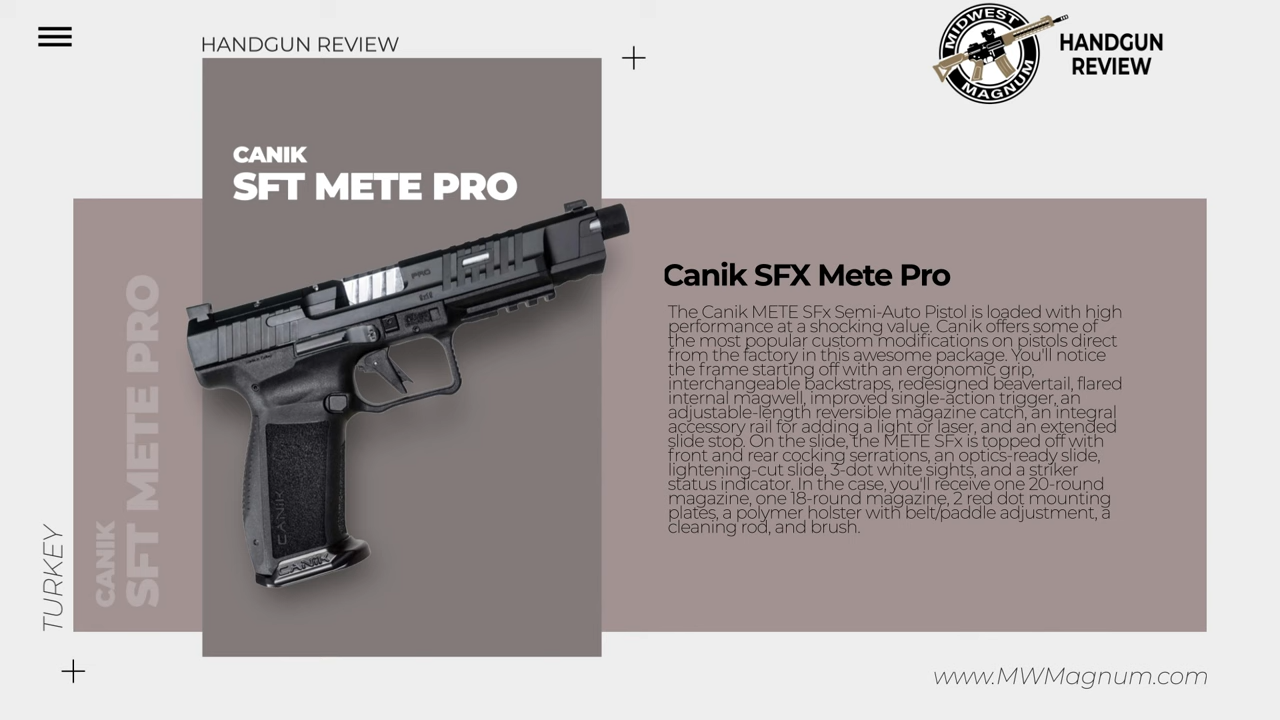 HANDGUN REVIEW
MIDWEST
MAGNUM
HANDGUN
REVIEW
CANIK
SFT METE PRO
CANIK
SFT METE PRO
TURKEY
PRO
CANIK
CANIK
Canik SFX Mete Pro
The Canik METE SFx Semi-Auto Pistol is loaded with high
performance at a shocking value. Canik offers some of
the most popular custom modifications on pistols direct
from the factory in this awesome package. You'll notice
the frame starting off with an ergonomic grip,
interchangeable backstraps, redesigned beavertail, flared
internal magwell, improved single-action trigger, an
adjustable-length reversible magazine catch, an integral
accessory rail for adding a light or laser, and an extended
slide stop. On the slide, the METE SFx is topped off with
front and rear cocking serrations, an optics-ready slide,
lightening-cut slide, 3-dot white sights, and a striker
status indicator. In the case, you'll receive one 20-round
magazine, one 18-round magazine, 2 red dot mounting
plates, a polymer holster with belt/paddle adjustment, a
cleaning rod, and brush.
www.MWMagnum.com